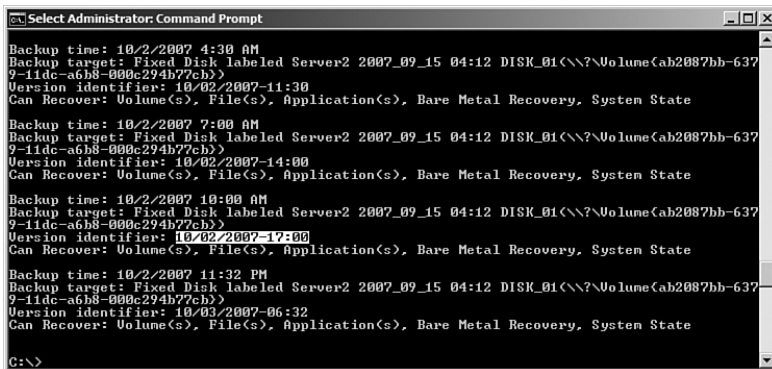 Select Administrator: Command Prompt
Backup time: 10/2/2007 4:30 AM
Backup target: Fixed Disk labeled Server2 2007_09_15 04:12 DISK_01(\\?\Volume{ab2087bb-637
9-11dc-a6b8-000c294b77cb})
Version identifier: 10/02/2007-11:30
Can Recover: Volume(s), File(s), Application(s), Bare Metal Recovery, System State
Backup time: 10/2/2007 7:00 AM
Backup target: Fixed Disk labeled Server2 2007_09_15 04:12 DISK_01(\\?\Volume{ab2087bb-637
9-11dc-a6b8-000c294b77cb})
Version identifier: 10/02/2007-14:00
Can Recover: Volume(s), File(s), Application(s), Bare Metal Recovery, System State
Backup time: 10/2/2007 10:00 AM
Backup target: Fixed Disk labeled Server2 2007_09_15 04:12 DISK_01(\\?\Volume{ab2087bb-637
9-11dc-a6b8-000c294b77cb})
Version identifier: 10/02/2007-17:00
Can Recover: Volume(s), File(s), Application(s), Bare Metal Recovery, System State
Backup time: 10/2/2007 11:32 PM
Backup target: Fixed Disk labeled Server2 2007_09_15 04:12 DISK_01(\\?\Volume{ab2087bb-637
9-11dc-a6b8-000c294b77cb})
Version identifier: 10/03/2007-06:32
Can Recover: Volume(s), File(s), Application(s), Bare Metal Recovery, System State
C:\>